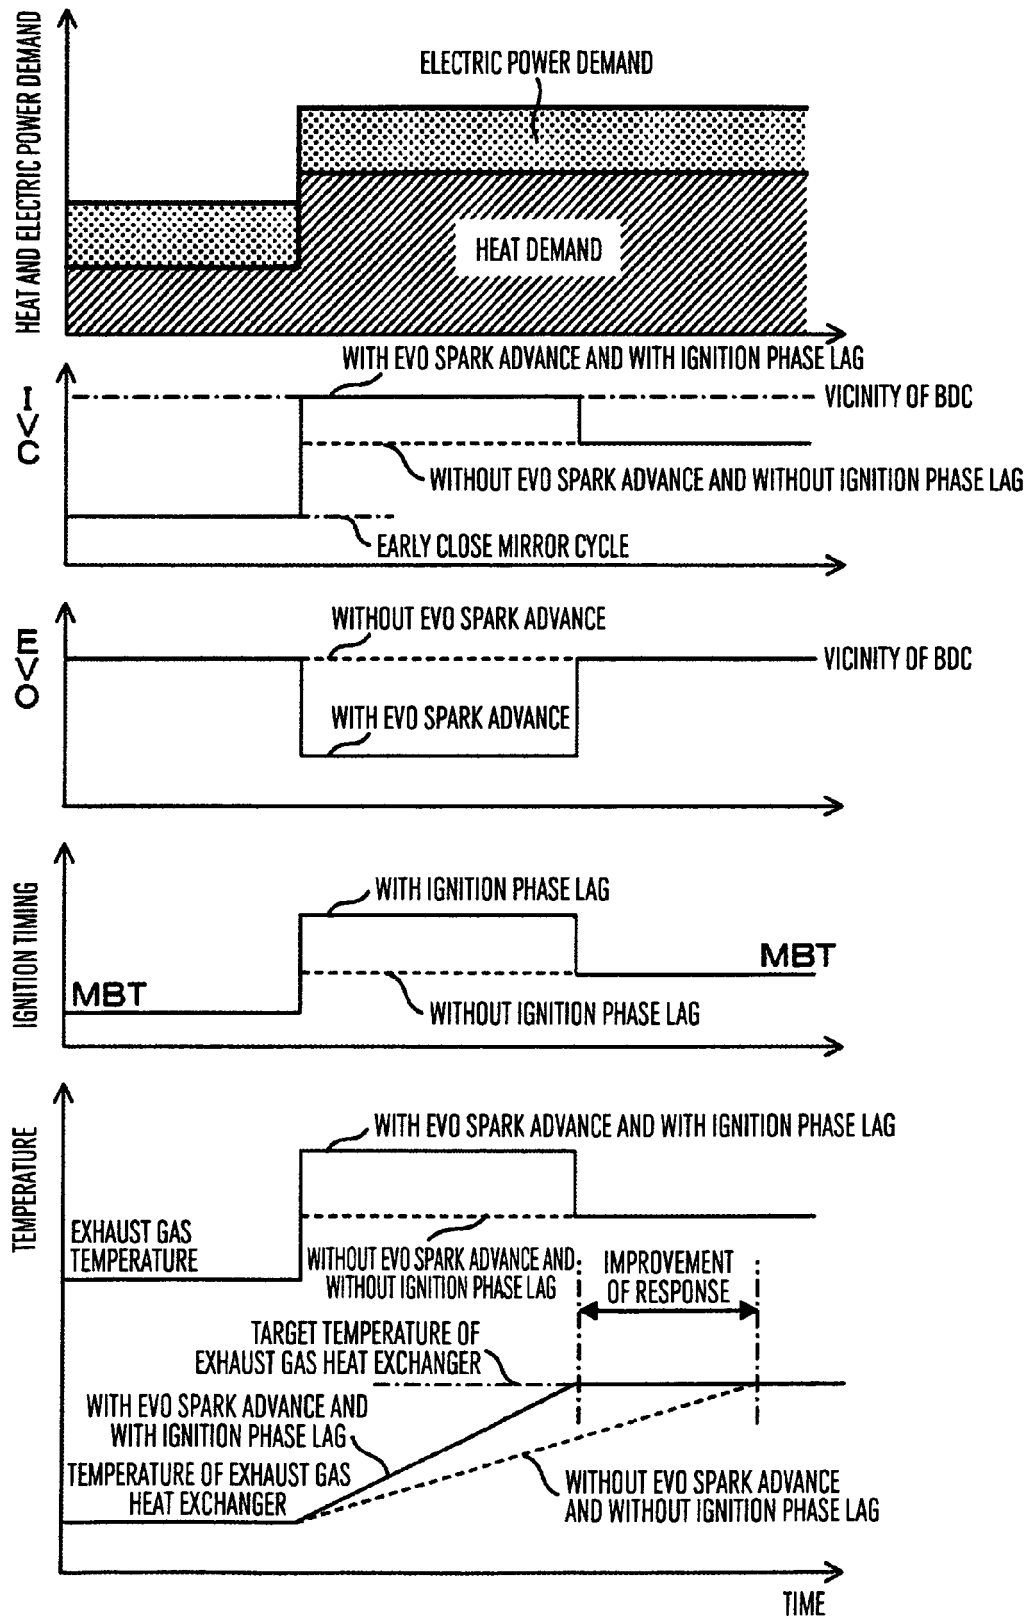 HEAT AND ELECTRIC POWER DEMAND
ELECTRIC POWER DEMAND
HEAT DEMAND
IVC
WITH EVO SPARK ADVANCE AND WITH IGNITION PHASE LAG
VICINITY OF BDC
WITHOUT EVO SPARK ADVANCE AND WITHOUT IGNITION PHASE LAG
EARLY CLOSE MIRROR CYCLE
EVO
WITHOUT EVO SPARK ADVANCE
VICINITY OF BDC
WITH EVO SPARK ADVANCE
IGNITION TIMING
WITH IGNITION PHASE LAG
MBT
MBT
WITHOUT IGNITION PHASE LAG
TEMPERATURE
WITH EVO SPARK ADVANCE AND WITH IGNITION PHASE LAG
EXHAUST GAS
TEMPERATURE
WITHOUT EVO SPARK ADVANCE AND
WITHOUT IGNITION PHASE LAG
IMPROVEMENT
OF RESPONSE
TARGET TEMPERATURE OF
EXHAUST GAS HEAT EXCHANGER
WITH EVO SPARK ADVANCE AND
WITH IGNITION PHASE LAG
TEMPERATURE OF EXHAUST GAS
HEAT EXCHANGER
WITHOUT EVO SPARK ADVANCE
AND WITHOUT IGNITION PHASE LAG
TIME